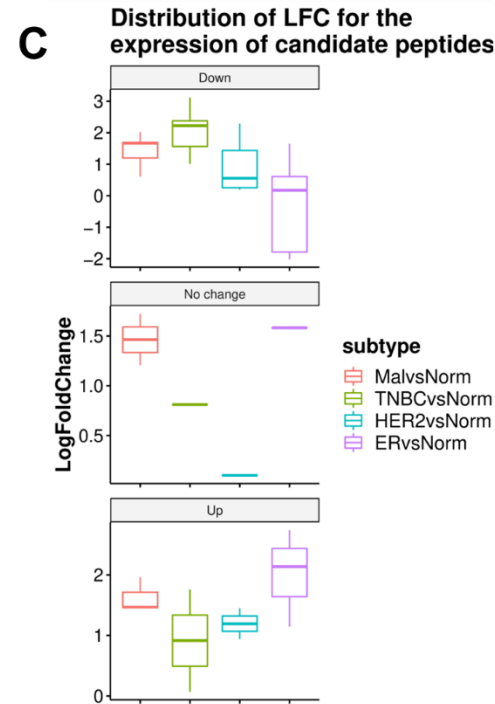 C
Distribution of LFC for the
expression of candidate peptides
Down
3
2
1
0
−1
−2
No change
1.5
1.0
0.5
Up
2
1
0
LogFoldChange
subtype
MalvsNorm
TNBCvsNorm
HER2vsNorm
ERvsNorm